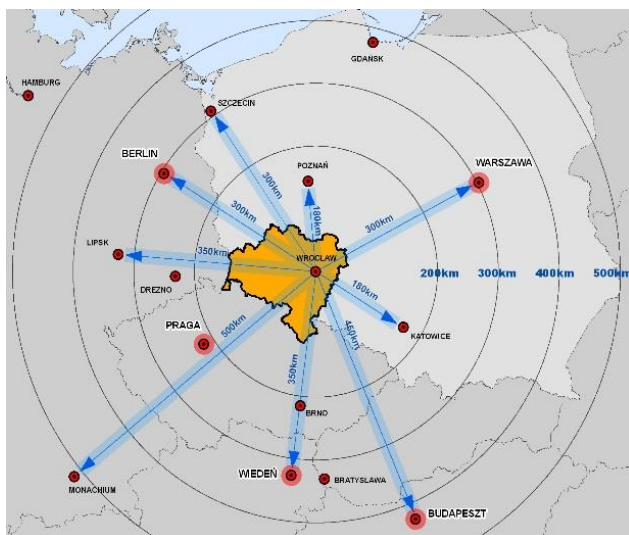 GDAŃSK
HAMBURG
SZCZECIN
BERLIN
POZNAŃ
WARSZAWA
300km
300km
180km
300km
LIPSK
350km
WROCŁAW
DREZNO
200km 300km 400km 500km
180km
PRAGA
500km
450km
KATOWICE
350km
BRNO
MONACHIUM
WIEDEŃ
BRATYSŁAWA
BUDAPESZT